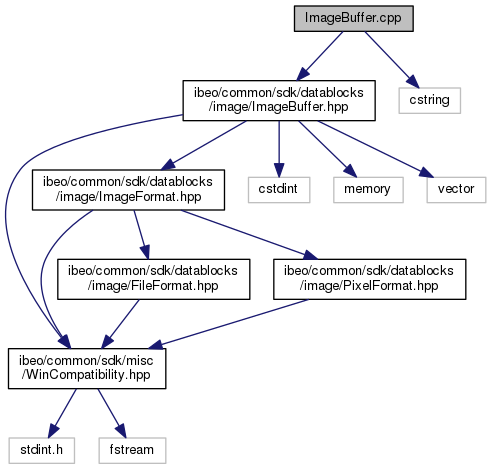 ImageBuffer.cpp
ibeo/common/sdk/datablocks
/image/ImageBuffer.hpp
cstring
ibeo/common/sdk/datablocks
/image/ImageFormat.hpp
cstdint
memory
vector
ibeo/common/sdk/datablocks
/image/FileFormat.hpp
ibeo/common/sdk/datablocks
/image/PixelFormat.hpp
ibeo/common/sdk/misc
/WinCompatibility.hpp
stdint.h
fstream